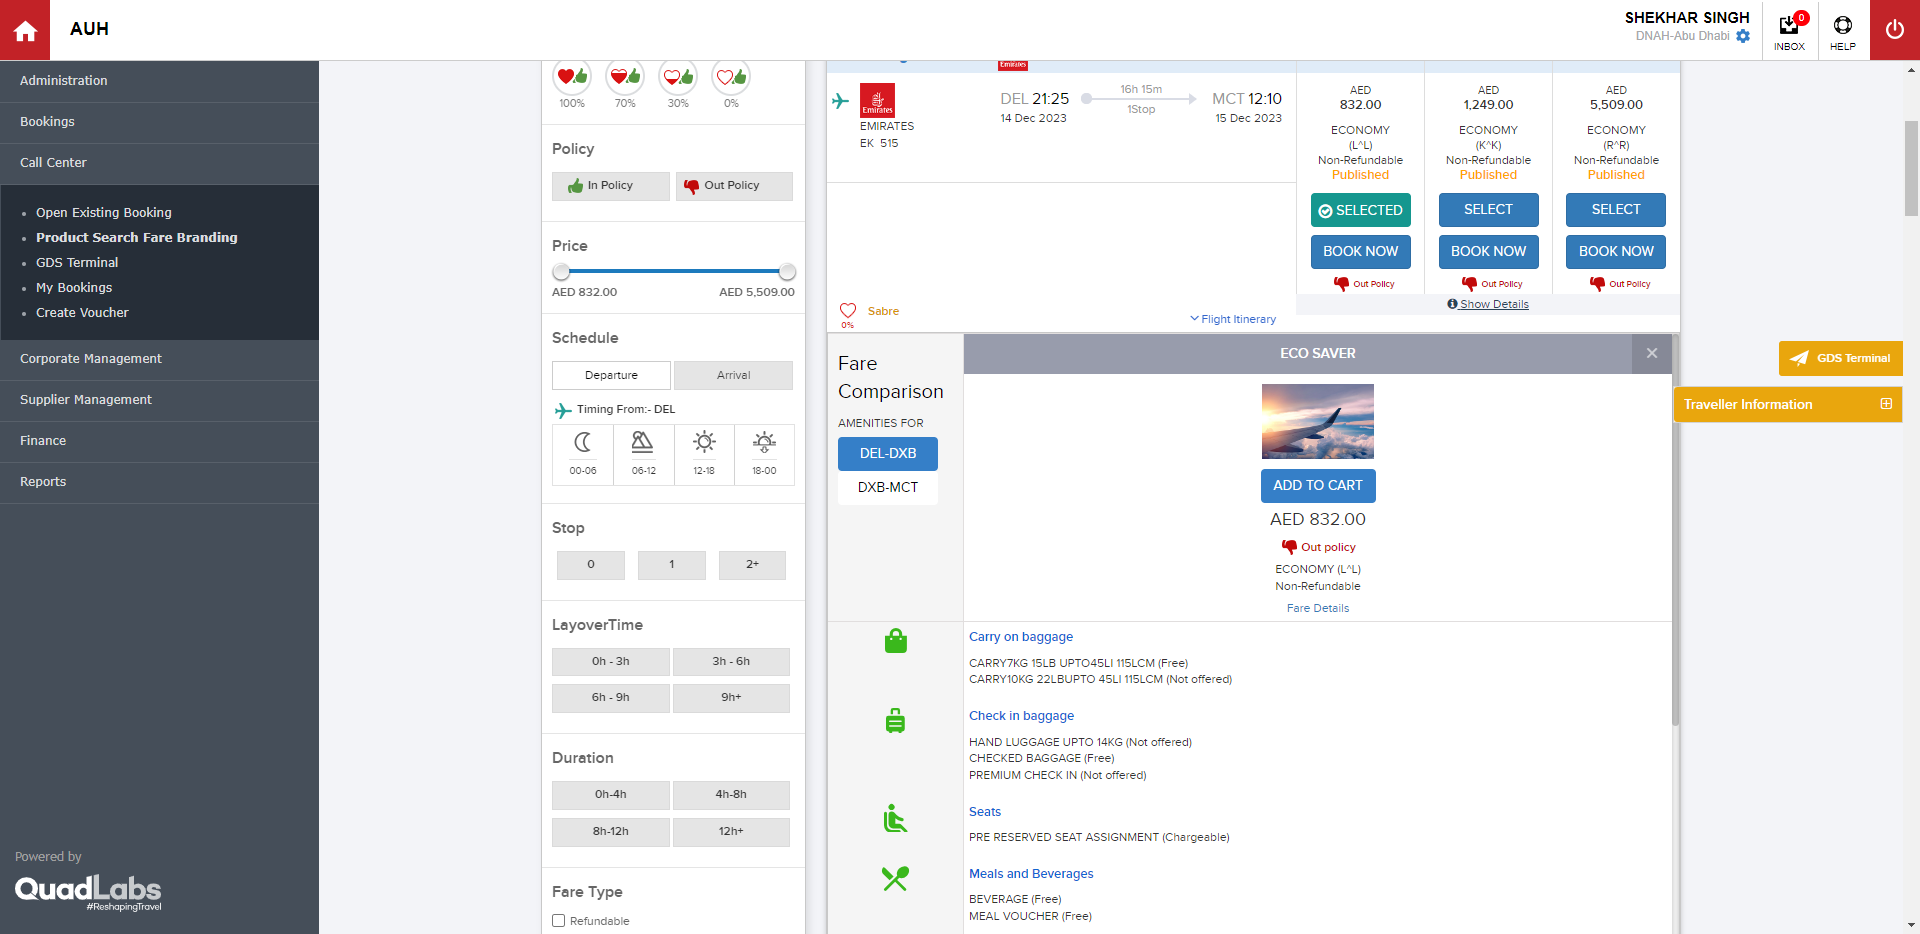 AUH
SHEKHAR SINGH
DNAH-Abu Dhabi
0
INBOX
HELP
Administration
Bookings
Call Center
Open Existing Booking
Product Search Fare Branding
GDS Terminal
My Bookings
Create Voucher
Corporate Management
Supplier Management
Finance
Reports
Powered by
QuadLabs
#ReshapingTravel
100%
70%
30%
0%
Policy
In Policy
Out Policy
Price
AED 832.00
AED 5,509.00
Schedule
Departure
Arrival
Timing From:- DEL
00-06
06-12
12-18
18-00
Stop
0
1
2+
LayoverTime
0h - 3h
3h - 6h
6h - 9h
9h+
Duration
0h-4h
4h-8h
8h-12h
12h+
Fare Type
Refundable
Emirates
Emirates
EMIRATES
EK 515
DEL 21:25
14 Dec 2023
16h 15m
1Stop
MCT 12:10
15 Dec 2023
AED
832.00
ECONOMY
(L^L)
Non-Refundable
Published
SELECTED
BOOK NOW
Out Policy
AED
1,249.00
ECONOMY
(K^K)
Non-Refundable
Published
SELECT
BOOK NOW
Out Policy
AED
5,509.00
ECONOMY
(R^R)
Non-Refundable
Published
SELECT
BOOK NOW
Out Policy
Show Details
0%
Sabre
Flight Itinerary
Fare
Comparison
AMENITIES FOR
DEL-DXB
DXB-MCT
ECO SAVER
ADD TO CART
AED 832.00
Out policy
ECONOMY (L^L)
Non-Refundable
Fare Details
Carry on baggage
CARRY7KG 15LB UPTO45LI 115LCM (Free)
CARRY10KG 22LBUPTO 45LI 115LCM (Not offered)
Check in baggage
HAND LUGGAGE UPTO 14KG (Not offered)
CHECKED BAGGAGE (Free)
PREMIUM CHECK IN (Not offered)
Seats
PRE RESERVED SEAT ASSIGNMENT (Chargeable)
Meals and Beverages
BEVERAGE (Free)
MEAL VOUCHER (Free)
GDS Terminal
Traveller Information